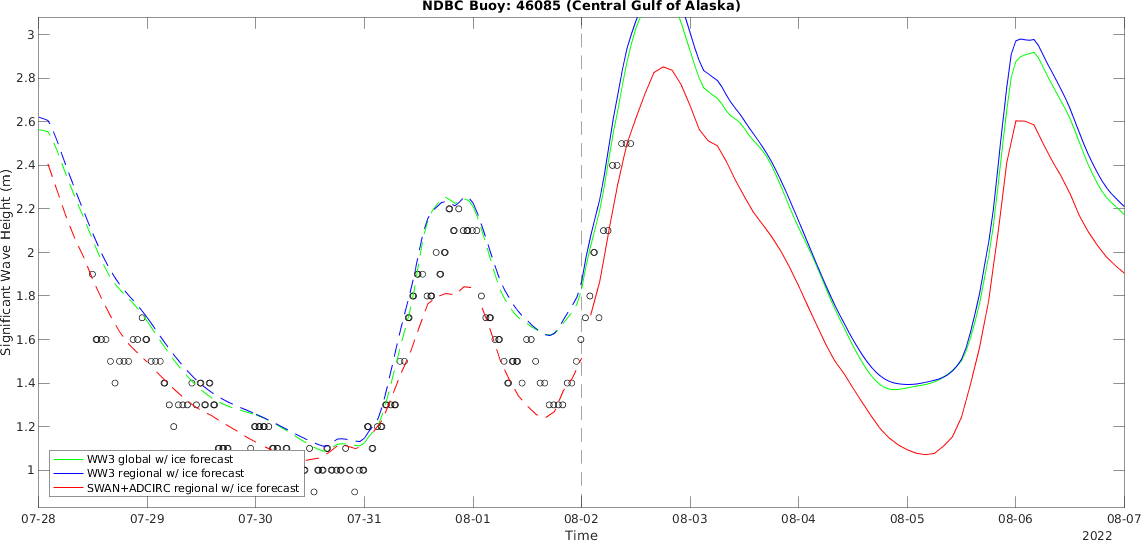 NDBC Buoy: 46085 (Central Gulf of Alaska)
Significant Wave Height (m)
3
2.8
2.6
2.4
2.2
2
1.8
1.6
1.4
1.2
1
WW3 global w/ ice forecast
WW3 regional w/ ice forecast
SWAN+ADCIRC regional w/ ice forecast
07-28 07-29 07-30 07-31 08-01 08-02 08-03 08-04 08-05 08-06 08-07
Time 2022